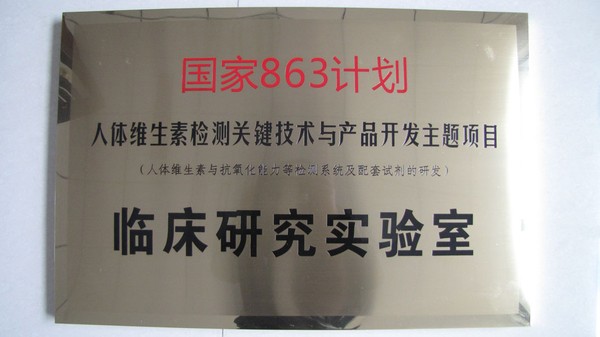 国家863计划
人体维生素检测关键技术与产品开发主题项目
(人体维生素与抗氧化能力等检测系统及配套试剂的研发)
临床研究实验室